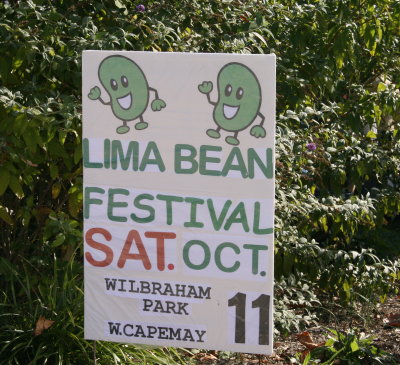 LIMA BEAN
FESTIVAL
SAT. OCT.
WILBRAHAM
PARK 11
W.CAPEMAY